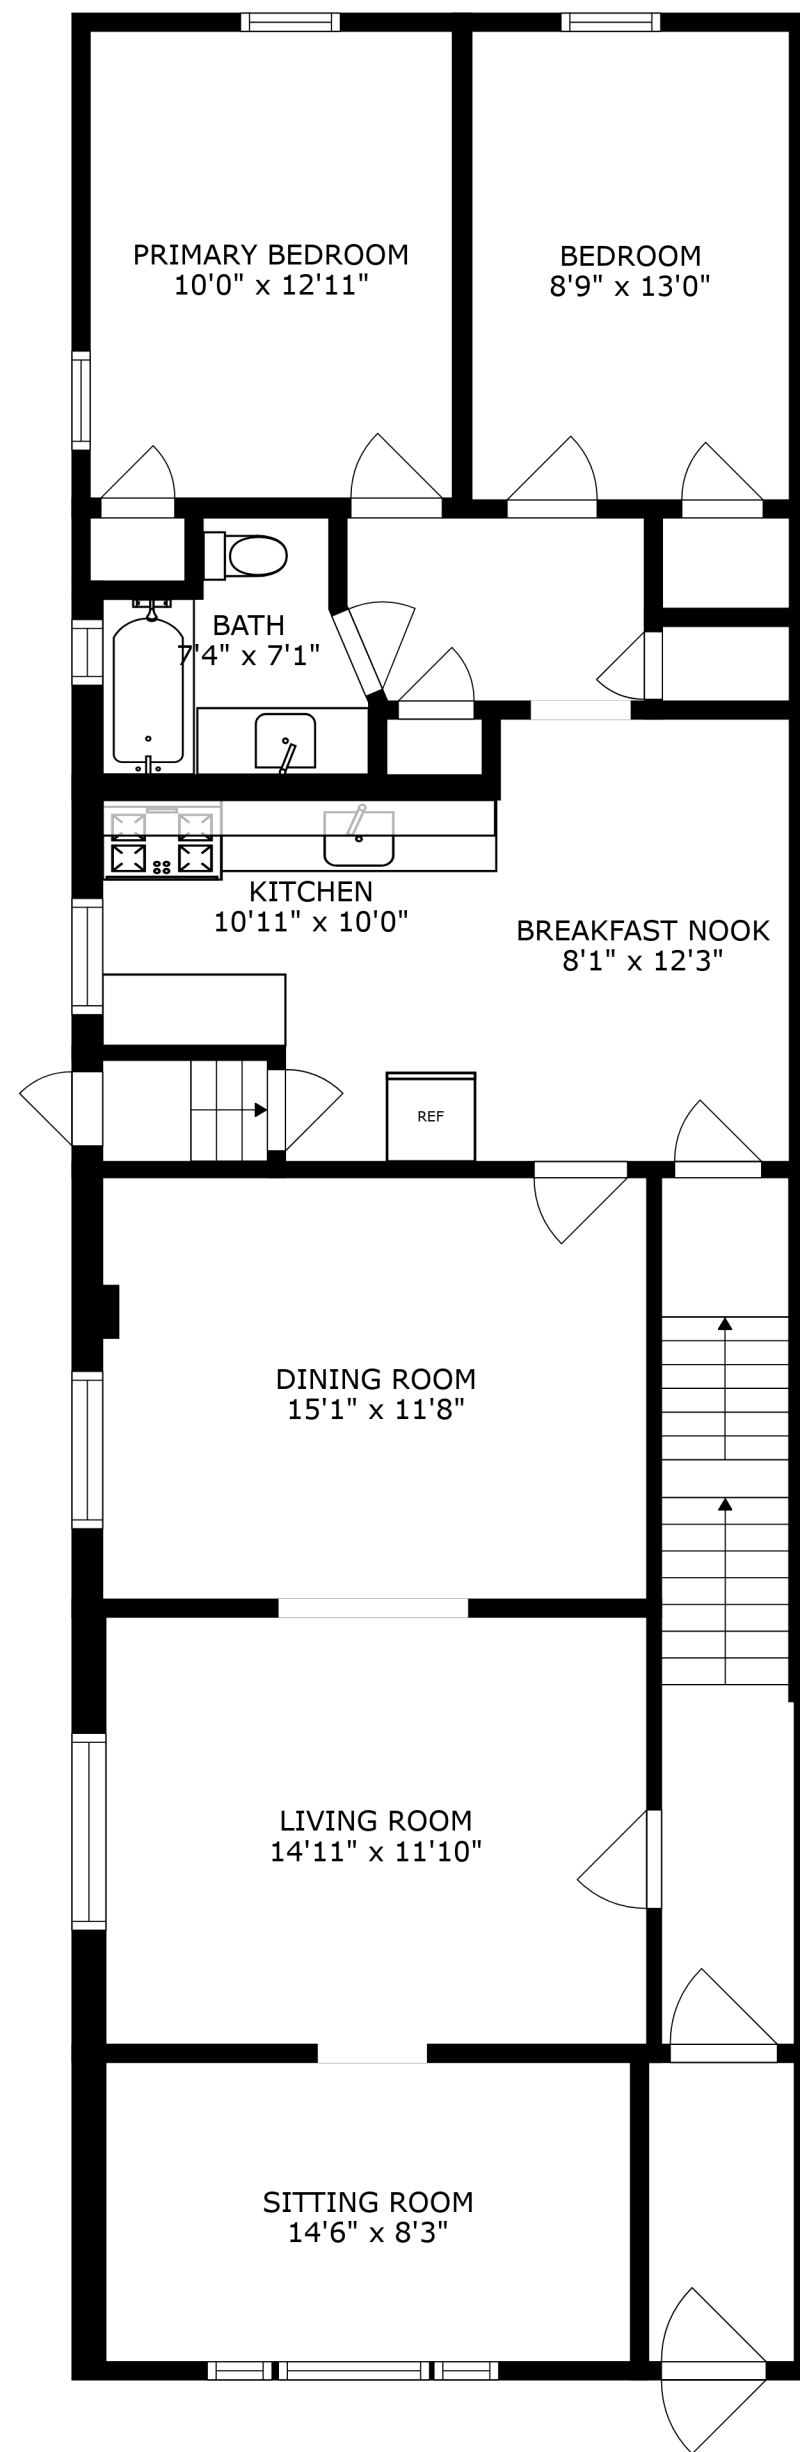 PRIMARY BEDROOM
10'0" x 12'11"
BEDROOM
8'9" x 13'0"
BATH
7'4" x 7'1"
KITCHEN
10'11" x 10'0"
BREAKFAST NOOK
8'1" x 12'3"
REF
DINING ROOM
15'1" x 11'8"
LIVING ROOM
14'11" x 11'10"
SITTING ROOM
14'6" x 8'3"